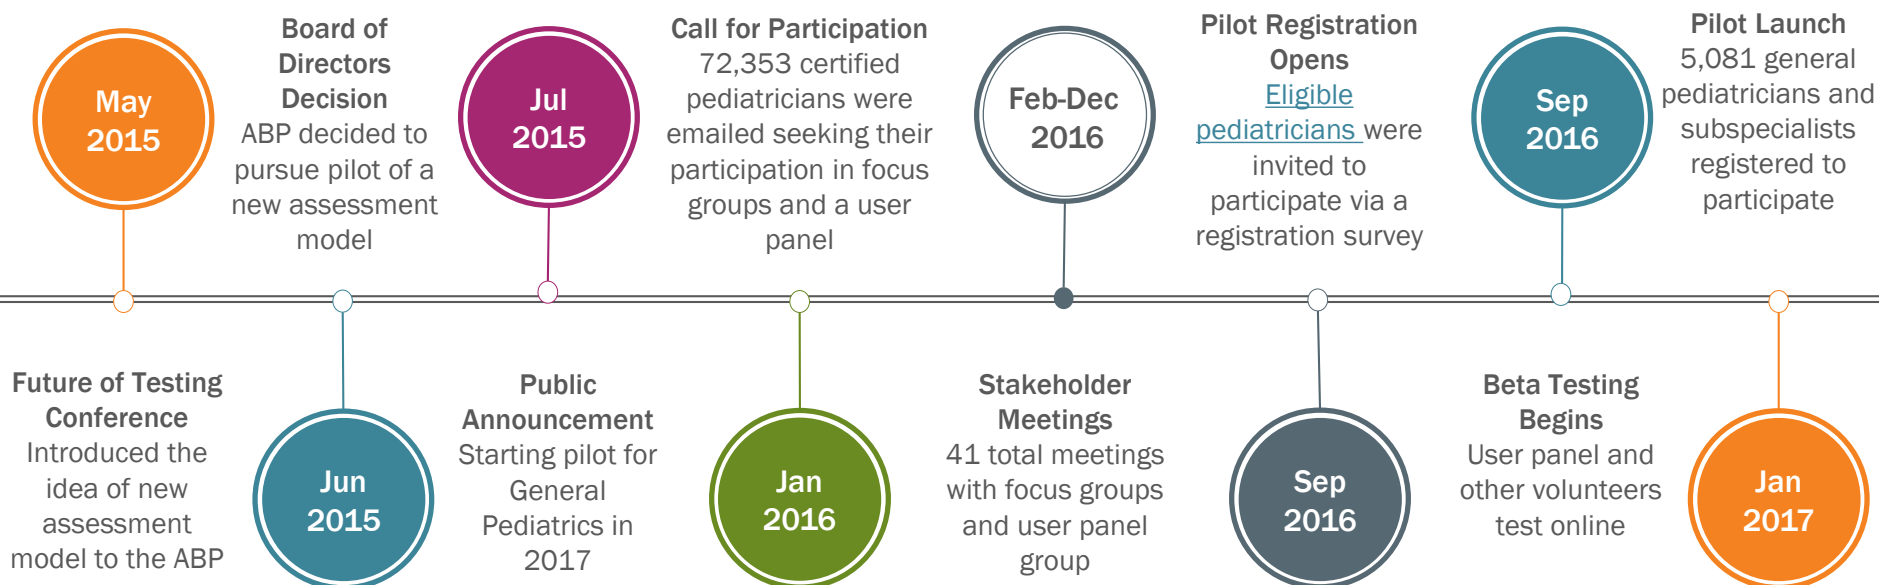 May
2015
Future of Testing
Conference
Introduced the
idea of new
assessment
model to the ABP
Board of
Directors
Decision
ABP decided to
pursue pilot of a
new assessment
model
Jun
2015
Jul
2015
Public
Announcement
Starting pilot for
General
Pediatrics in
2017
Call for Participation
72,353 certified
pediatricians were
emailed seeking their
participation in focus
groups and a user
panel
Jan
2016
Feb-Dec
2016
Stakeholder
Meetings
41 total meetings
with focus groups
and user panel
group
Pilot Registration
Opens
Eligible
pediatricians were
invited to
participate via a
registration survey
Sep
2016
Sep
2016
Beta Testing
Begins
User panel and
other volunteers
test online
Pilot Launch
5,081 general
pediatricians and
subspecialists
registered to
participate
Jan
2017